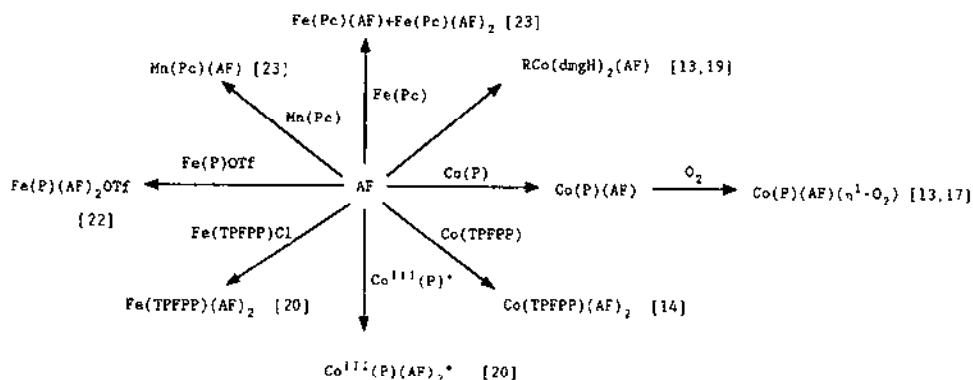 Fe(Pc)(AF)+Fe(Pc)(AF)₂ [23]
Mn(Pc)(AF) [23]
RCo(dmgH)₂(AF) [13,19]
Fe(Pc)
Mn(Pc)
Fe(P)OTf
Co(P)
O₂
Fe(P)(AF)₂OTf
AF
Co(P)(AF)
Co(P)(AF)(η¹-O₂) [13,17]
[22]
Fe(TPFPP)Cl
Co(TPFPP)
Coᴵᴵᴵ(P)⁺
Fe(TPFPP)(AF)₂ [20]
Co(TPFPP)(AF)₂ [14]
Coᴵᴵᴵ(P)(AF)₂⁺ [20]